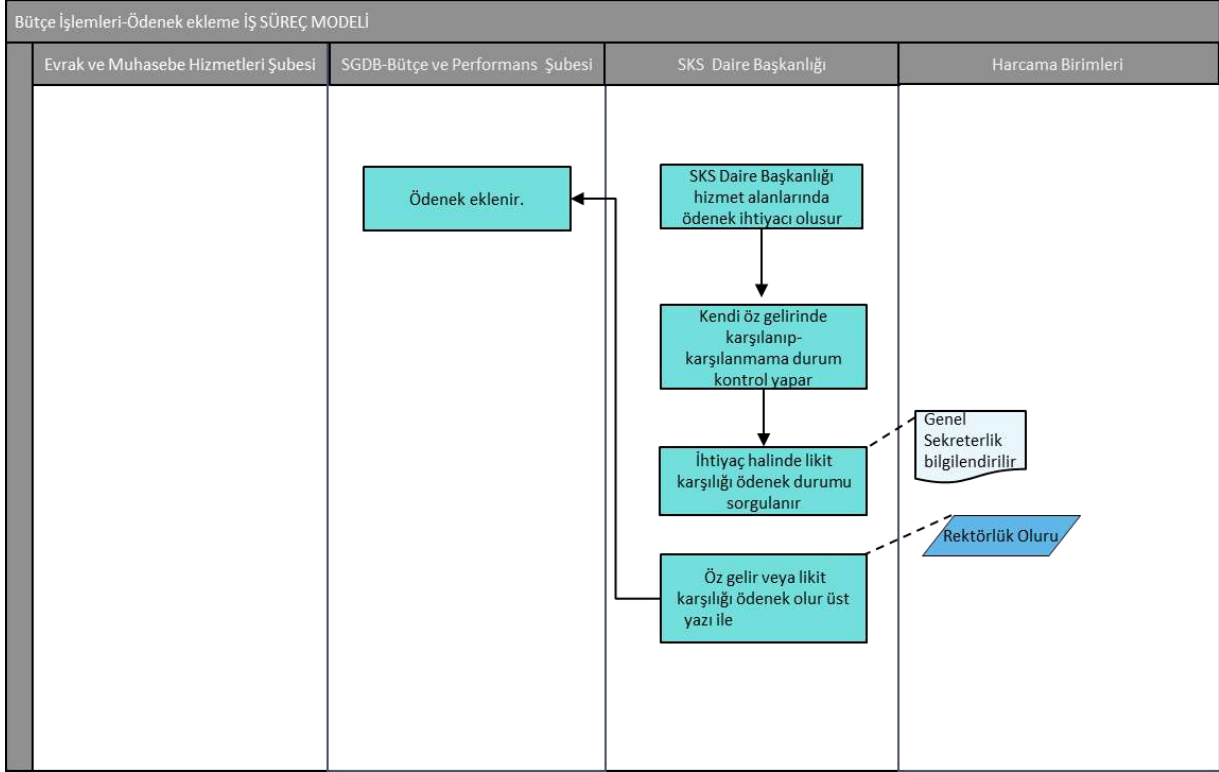 Bütçe İşlemleri-Ödenek ekleme İŞ SÜREÇ MODELİ
Evrak ve Muhasebe Hizmetleri Şubesi
SGDB-Bütçe ve Performans Şubesi
SKS Daire Başkanlığı
Harcama Birimleri
Ödenek eklenir.
SKS Daire Başkanlığı
hizmet alanlarında
ödenek ihtiyacı olusur
Kendi öz gelirinde
karşılanıp-
karşılanmama durum
kontrol yapar
İhtiyaç halinde likit
karşılığı ödenek durumu
sorgulanır
Genel
Sekreterlik
bilgilendirilir
Rektörlük Oluru
Öz gelir veya likit
karşılığı ödenek olur üst
yazı ile